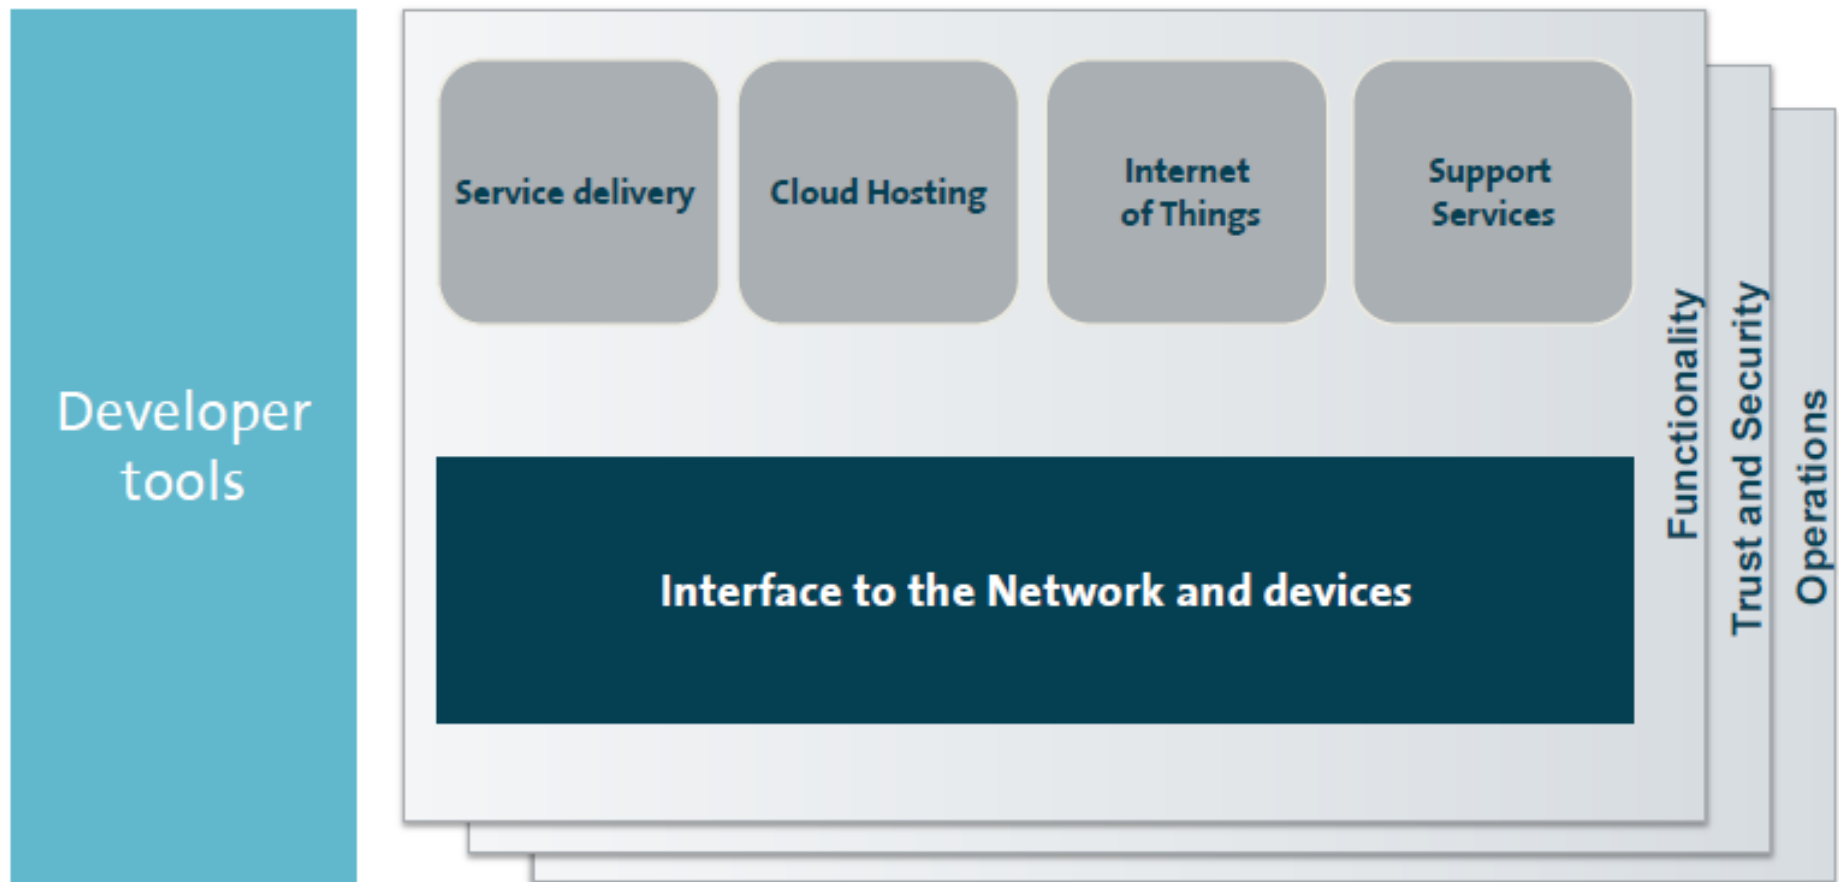 Developer
tools
Service delivery
Cloud Hosting
Internet
of Things
Support
Services
Interface to the Network and devices
Functionality
Trust and Security
Operations